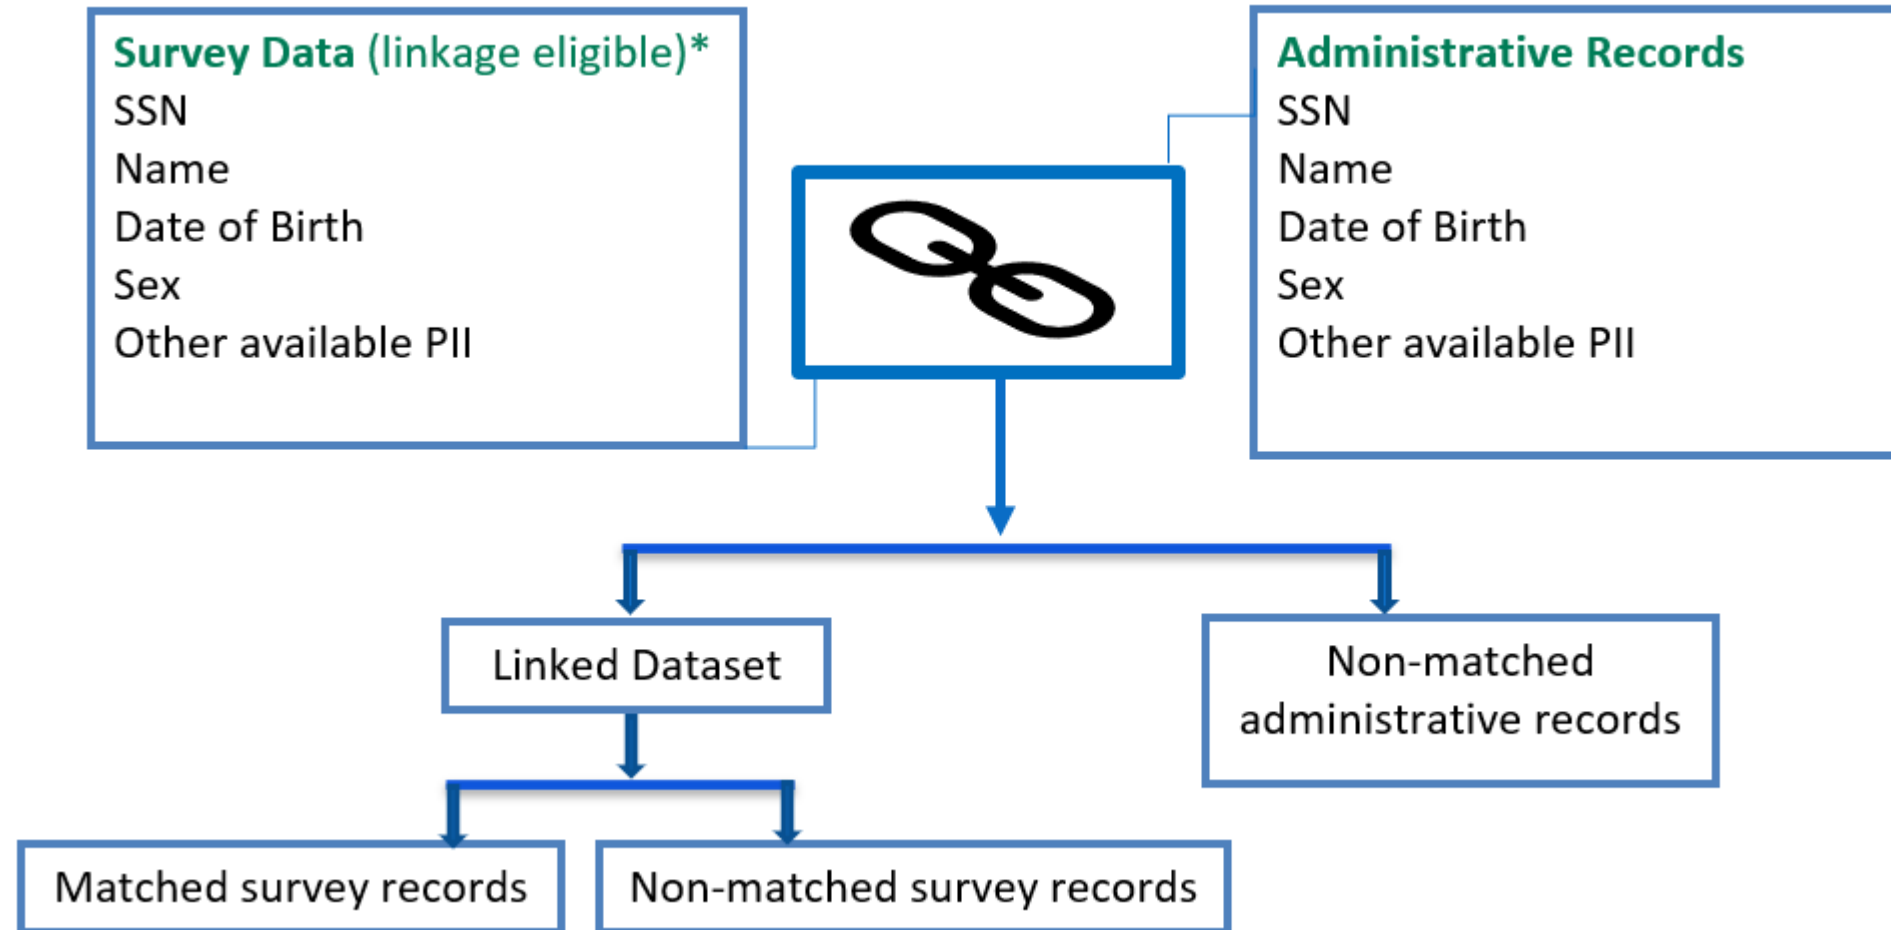 Survey Data (linkage eligible)*
SSN
Name
Date of Birth
Sex
Other available PII
Administrative Records
SSN
Name
Date of Birth
Sex
Other available PII
Linked Dataset
Non-matched
administrative records
Matched survey records
Non-matched survey records